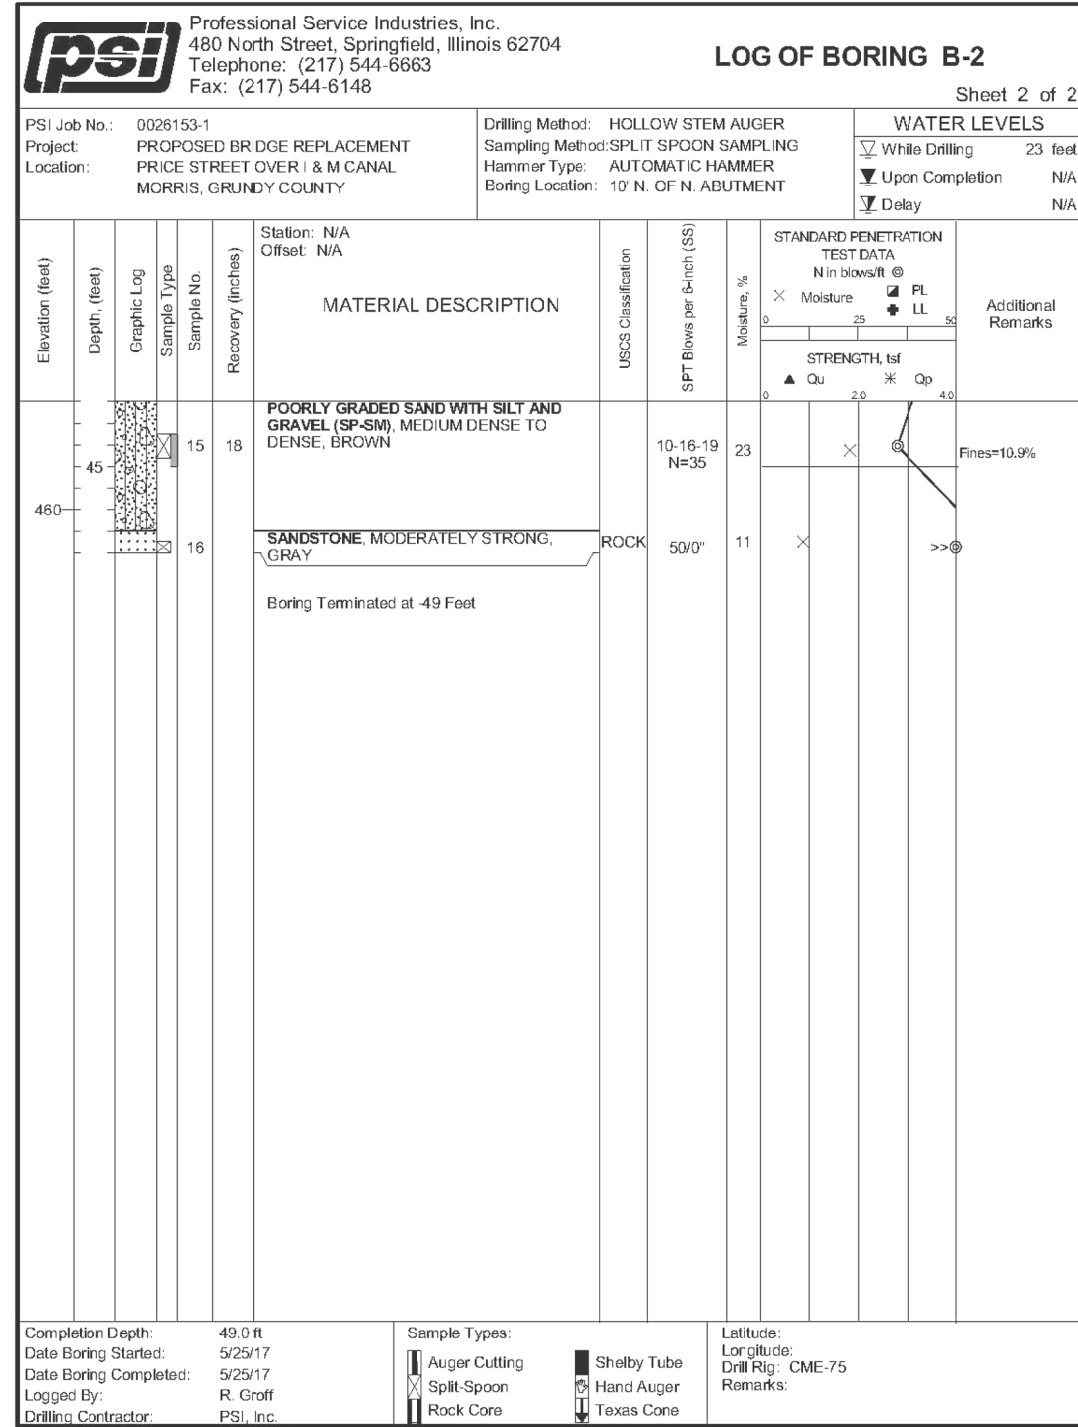 psi
Professional Service Industries, Inc.
480 North Street, Springfield, Illinois 62704
Telephone: (217) 544-6663
Fax: (217) 544-6148
LOG OF BORING B-2
Sheet 2 of 2
PSI Job No.: 0026153-1
Project: PROPOSED BRIDGE REPLACEMENT
Location: PRICE STREET OVER I & M CANAL
MORRIS, GRUNDY COUNTY
Drilling Method: HOLLOW STEM AUGER
Sampling Method: SPLIT SPOON SAMPLING
Hammer Type: AUTOMATIC HAMMER
Boring Location: 10' N. OF N. ABUTMENT
WATER LEVELS
While Drilling 23 feet
Upon Completion N/A
Delay N/A
Elevation (feet)
Depth, (feet)
Graphic Log
Sample Type
Sample No.
Recovery (inches)
Station: N/A
Offset: N/A
MATERIAL DESCRIPTION
USCS Classification
SPT Blows per 6-inch (SS)
Moisture, %
STANDARD PENETRATION
TEST DATA
N in blows/ft
Moisture PL
LL
0 25 50
STRENGTH, tsf
Qu Qp
0 2.0 4.0
Additional
Remarks
POORLY GRADED SAND WITH SILT AND
GRAVEL (SP-SM), MEDIUM DENSE TO
DENSE, BROWN
15 18
10-16-19
N=35
23
Fines=10.9%
45
460
16
SANDSTONE, MODERATELY STRONG,
GRAY
ROCK
50/0"
11
>>
Boring Terminated at -49 Feet
Completion Depth: 49.0 ft
Date Boring Started: 5/25/17
Date Boring Completed: 5/25/17
Logged By: R. Groff
Drilling Contractor: PSI, Inc.
Sample Types:
Auger Cutting
Split-Spoon
Rock Core
Shelby Tube
Hand Auger
Texas Cone
Latitude:
Longitude:
Drill Rig: CME-75
Remarks: